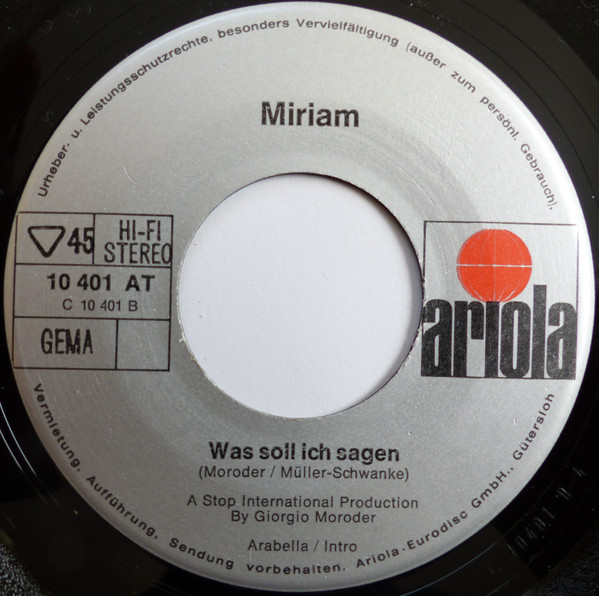 Urheber- u. Leistungsschutzrechte, besonders Vervielfältigung (außer zum persönl. Gebrauch),
Miriam
45
HI-FI
STEREO
10 401 AT
C 10 401 B
GEMA
ariola
Was soll ich sagen
(Moroder / Müller-Schwanke)
A Stop International Production
By Giorgio Moroder
Arabella / Intro
Vermietung, Aufführung, Sendung vorbehalten. Ariola-Eurodisc GmbH., Gütersloh